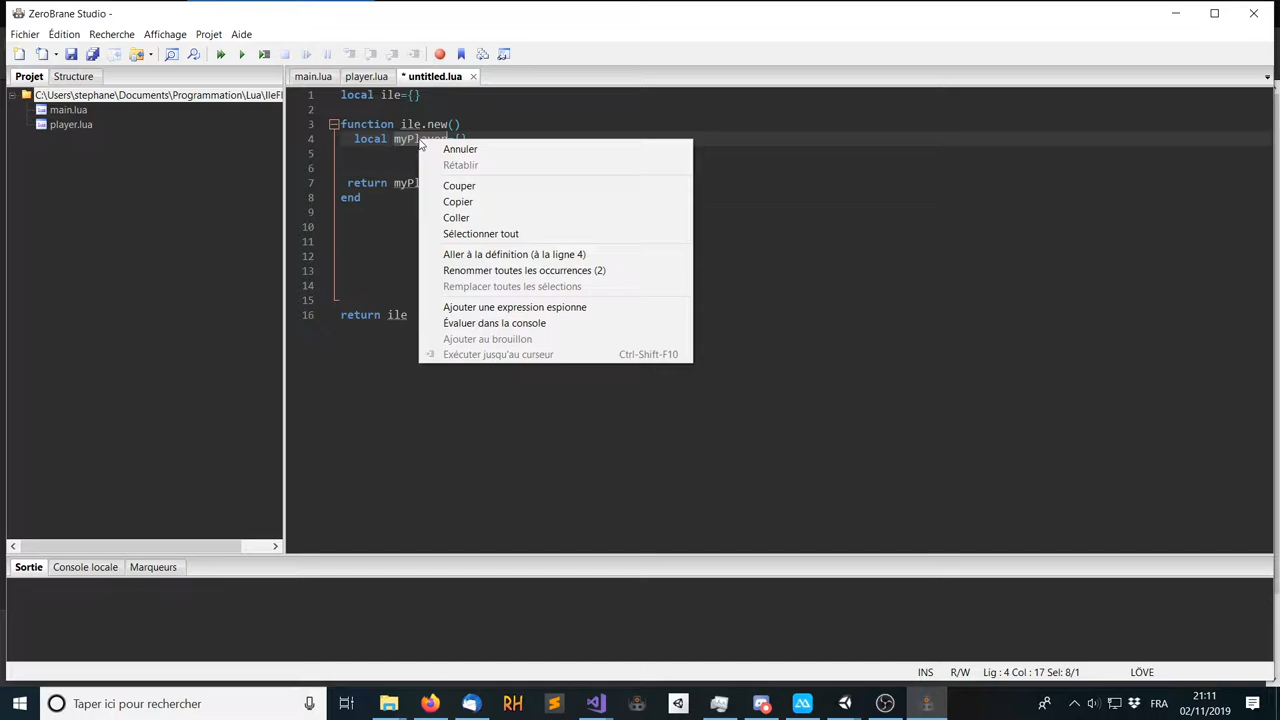 ZeroBrane Studio -
Fichier Édition Recherche Affichage Projet Aide
Projet Structure
main.lua player.lua * untitled.lua
C:\Users\stephane\Documents\Programmation\Lua\IleFl
main.lua
player.lua
1 local ile={}
2
3 function ile.new()
4 local myPlayer={}
5
6
7 return myPl
8 end
9
10
11
12
13
14
15
16 return ile
Annuler
Rétablir
Couper
Copier
Coller
Sélectionner tout
Aller à la définition (à la ligne 4)
Renommer toutes les occurrences (2)
Remplacer toutes les sélections
Ajouter une expression espionne
Évaluer dans la console
Ajouter au brouillon
Exécuter jusqu'au curseur Ctrl-Shift-F10
Sortie Console locale Marqueurs
INS R/W Lig : 4 Col : 17 Sel: 8/1 LÖVE
Taper ici pour rechercher
RH
FRA
21:11
02/11/2019